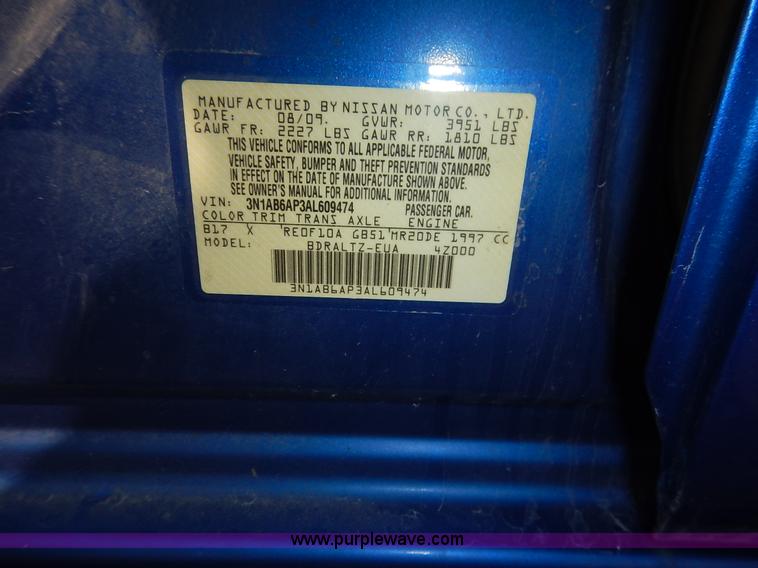 MANUFACTURED BY NISSAN MOTOR CO., LTD.
DATE: 08/09. GVWR: 3951 LBS
GAWR FR: 2227 LBS GAWR RR: 1810 LBS
THIS VEHICLE CONFORMS TO ALL APPLICABLE FEDERAL MOTOR,
VEHICLE SAFETY, BUMPER AND THEFT PREVENTION STANDARDS
IN EFFECT ON THE DATE OF MANUFACTURE SHOWN ABOVE.
SEE OWNER'S MANUAL FOR ADDITIONAL INFORMATION.
VIN: 3N1AB6AP3AL609474 PASSENGER CAR.
COLOR TRIM TRANS AXLE ENGINE
B17 X RE0F10A GB51 MR20DE 1997 CC
MODEL: BDRALTZ-EUA 4Z000
3N1AB6AP3AL609474
www.purplewave.com